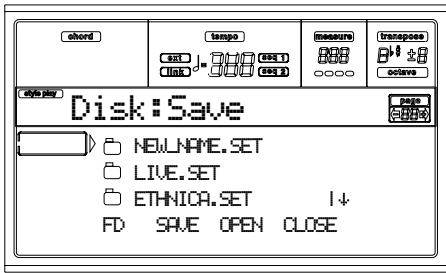 chord tempo measure transpose
ext seq 1
link seq 2
octave
style play page
Disk:Save
NEW_NAME.SET
LIVE.SET
ETHNICA.SET
FD SAVE OPEN CLOSE